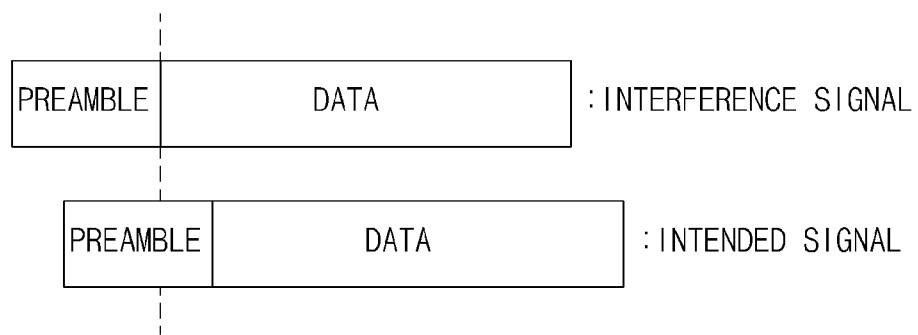 PREAMBLE DATA :INTERFERENCE SIGNAL
PREAMBLE DATA :INTENDED SIGNAL